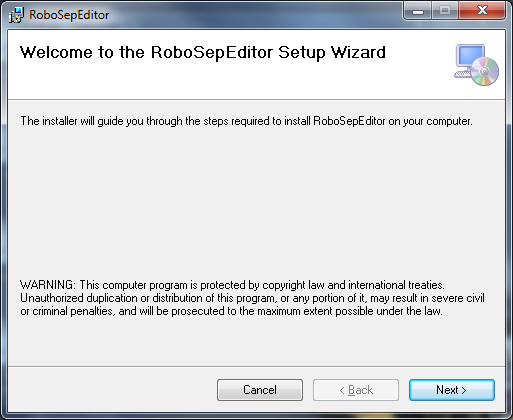 RoboSepEditor
Welcome to the RoboSepEditor Setup Wizard
The installer will guide you through the steps required to install RoboSepEditor on your computer.
WARNING: This computer program is protected by copyright law and international treaties.
Unauthorized duplication or distribution of this program, or any portion of it, may result in severe civil
or criminal penalties, and will be prosecuted to the maximum extent possible under the law.
Cancel
< Back
Next >